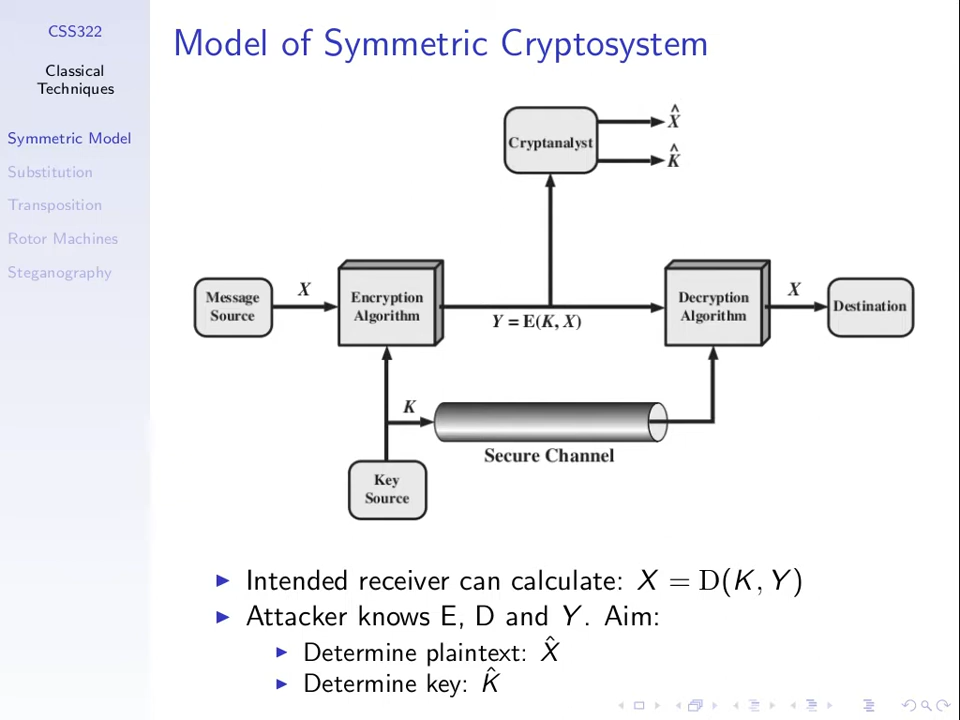 CSS322
Classical
Techniques
Symmetric Model
Substitution
Transposition
Rotor Machines
Steganography
Model of Symmetric Cryptosystem
Cryptanalyst
X̂
K̂
Message
Source
X
Encryption
Algorithm
Y = E(K, X)
Decryption
Algorithm
X
Destination
K
Secure Channel
Key
Source
Intended receiver can calculate: X = D(K, Y)
Attacker knows E, D and Y. Aim:
Determine plaintext: X̂
Determine key: K̂